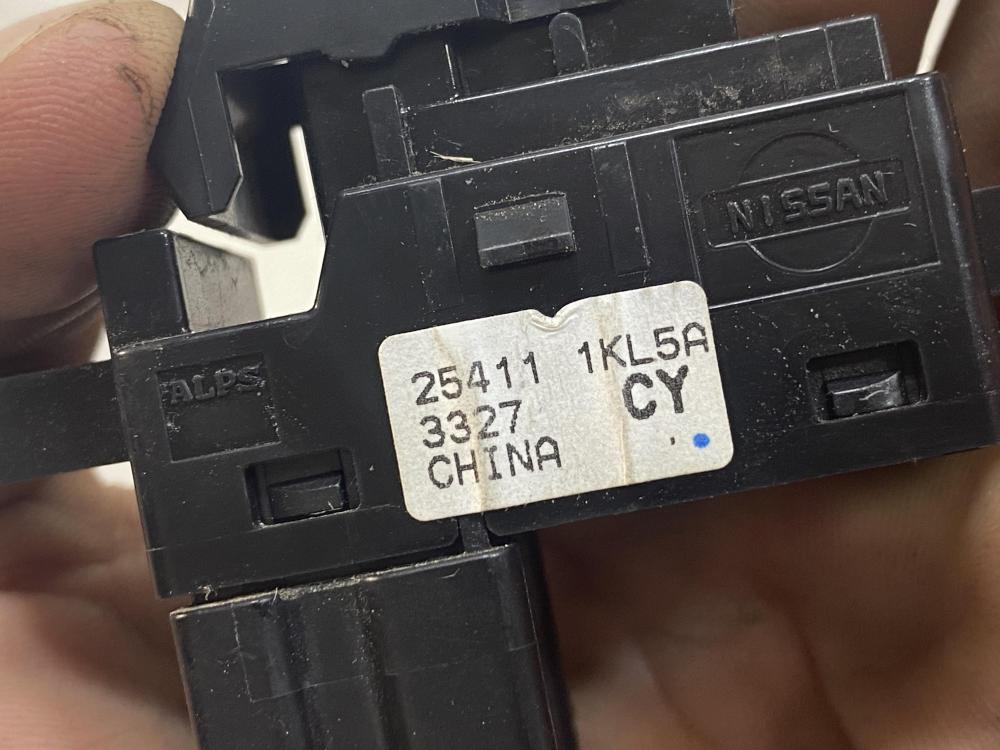 NISSAN
ALPS
25411 1KL5A
3327 CY
CHINA